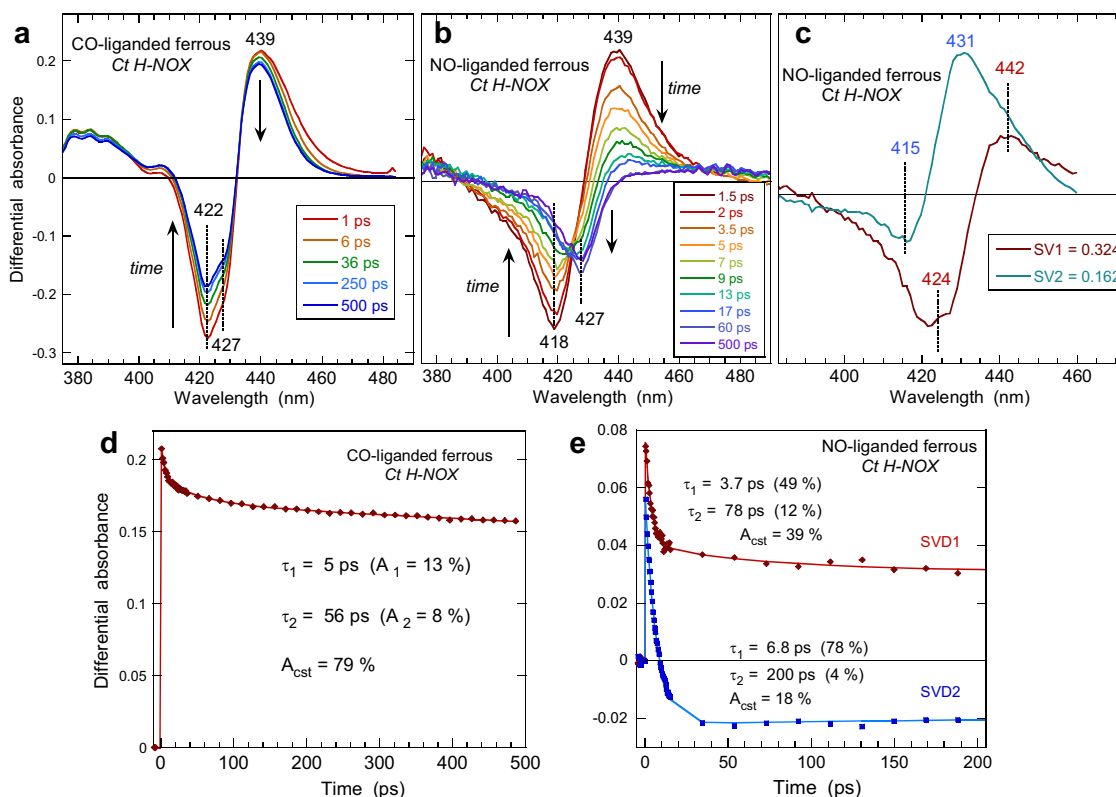 a
CO-liganded ferrous
Ct H-NOX
439
422
427
time
1 ps
6 ps
36 ps
250 ps
500 ps
Differential absorbance
0.2
0.1
0
-0.1
-0.2
-0.3
380 400 420 440 460 480
Wavelength (nm)
b
NO-liganded ferrous
Ct H-NOX
439
time
time
418
427
1.5 ps
2 ps
3.5 ps
5 ps
7 ps
9 ps
13 ps
17 ps
60 ps
500 ps
380 400 420 440 460 480
Wavelength (nm)
c
NO-liganded ferrous
Ct H-NOX
431
442
415
424
SV1 = 0.324
SV2 = 0.162
380 400 420 440 460
Wavelength (nm)
d
CO-liganded ferrous
Ct H-NOX
τ1 = 5 ps (A1 = 13 %)
τ2 = 56 ps (A2 = 8 %)
Acst = 79 %
Differential absorbance
0.2
0.15
0.1
0.05
0
0 100 200 300 400 500
Time (ps)
e
NO-liganded ferrous
Ct H-NOX
τ1 = 3.7 ps (49 %)
τ2 = 78 ps (12 %)
Acst = 39 %
SVD1
τ1 = 6.8 ps (78 %)
τ2 = 200 ps (4 %)
Acst = 18 %
SVD2
0.08
0.06
0.04
0.02
0
-0.02
0 50 100 150 200
Time (ps)